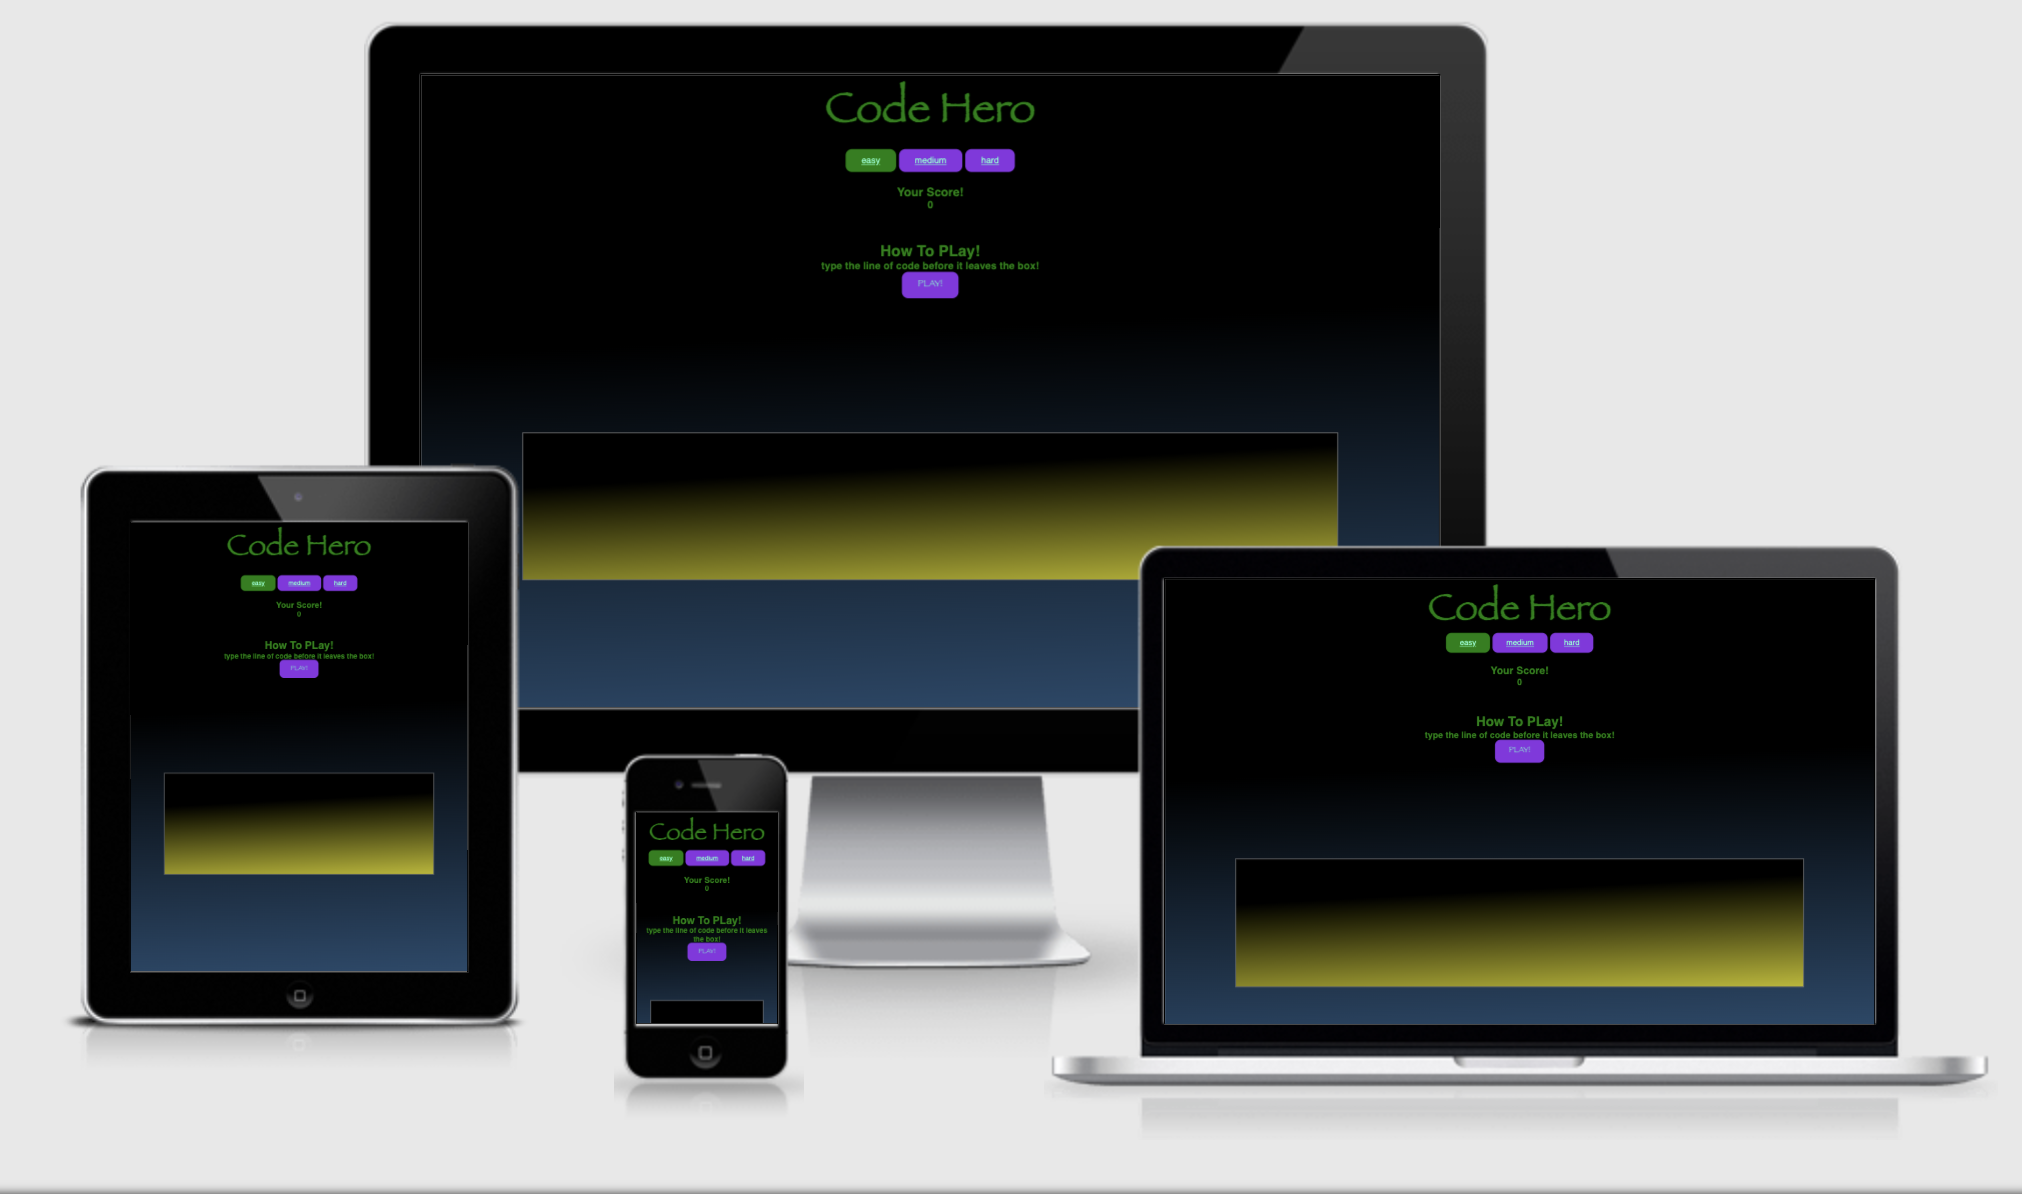 Code Hero
easy medium hard
Your Score!
0
How To PLay!
type the line of code before it leaves the box!
PLAY!
Code Hero
easy medium hard
Your Score!
0
How To PLay!
type the line of code before it leaves the box!
PLAY!
Code Hero
easy medium hard
Your Score!
0
How To PLay!
type the line of code before it leaves
the box!
PLAY!
Code Hero
easy medium hard
Your Score!
0
How To PLay!
type the line of code before it leaves the box!
PLAY!